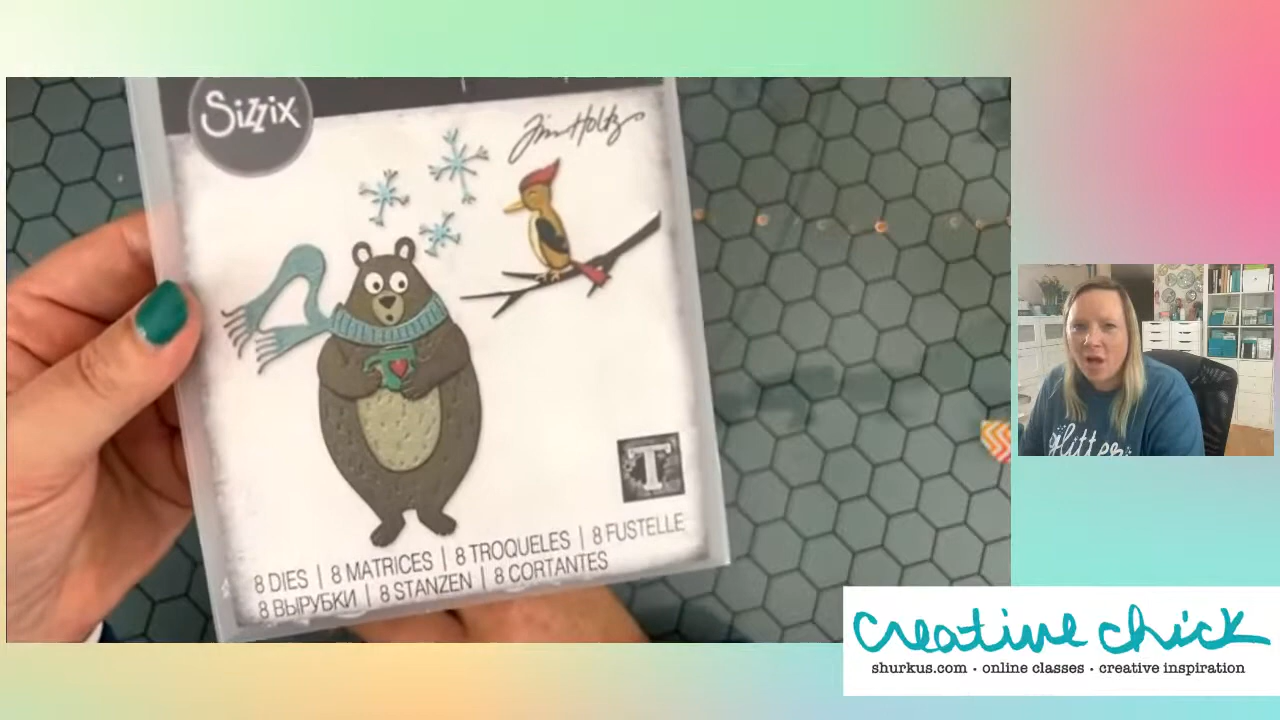 Sizzix
Tim Holtz
T
8 DIES | 8 MATRICES | 8 TROQUELES | 8 FUSTELLE
8 ВЫРУБКИ | 8 STANZEN | 8 CORTANTES
glitter
creative chick
shurkus.com · online classes · creative inspiration